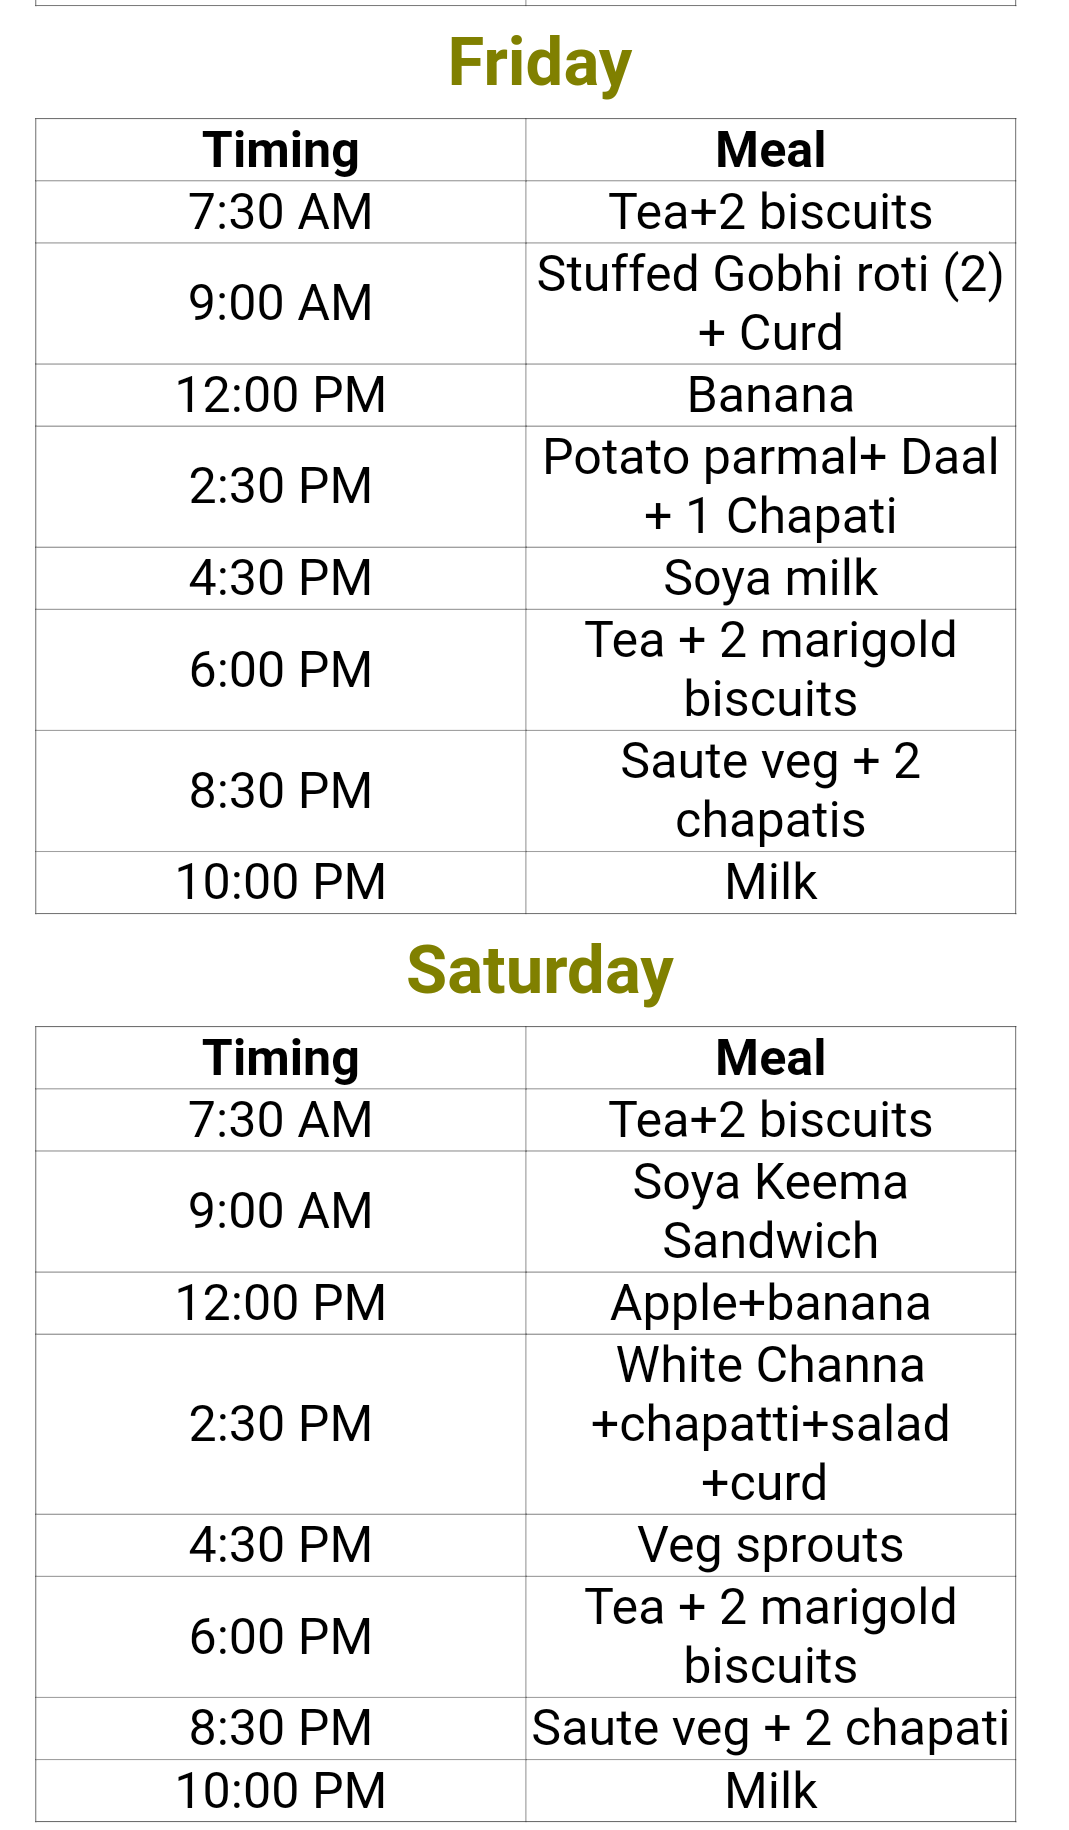 Friday
Timing Meal
7:30 AM Tea+2 biscuits
9:00 AM Stuffed Gobhi roti (2)
+ Curd
12:00 PM Banana
2:30 PM Potato parmal+ Daal
+ 1 Chapati
4:30 PM Soya milk
6:00 PM Tea + 2 marigold
biscuits
8:30 PM Saute veg + 2
chapatis
10:00 PM Milk
Saturday
Timing Meal
7:30 AM Tea+2 biscuits
9:00 AM Soya Keema
Sandwich
12:00 PM Apple+banana
2:30 PM White Channa
+chapatti+salad
+curd
4:30 PM Veg sprouts
6:00 PM Tea + 2 marigold
biscuits
8:30 PM Saute veg + 2 chapati
10:00 PM Milk